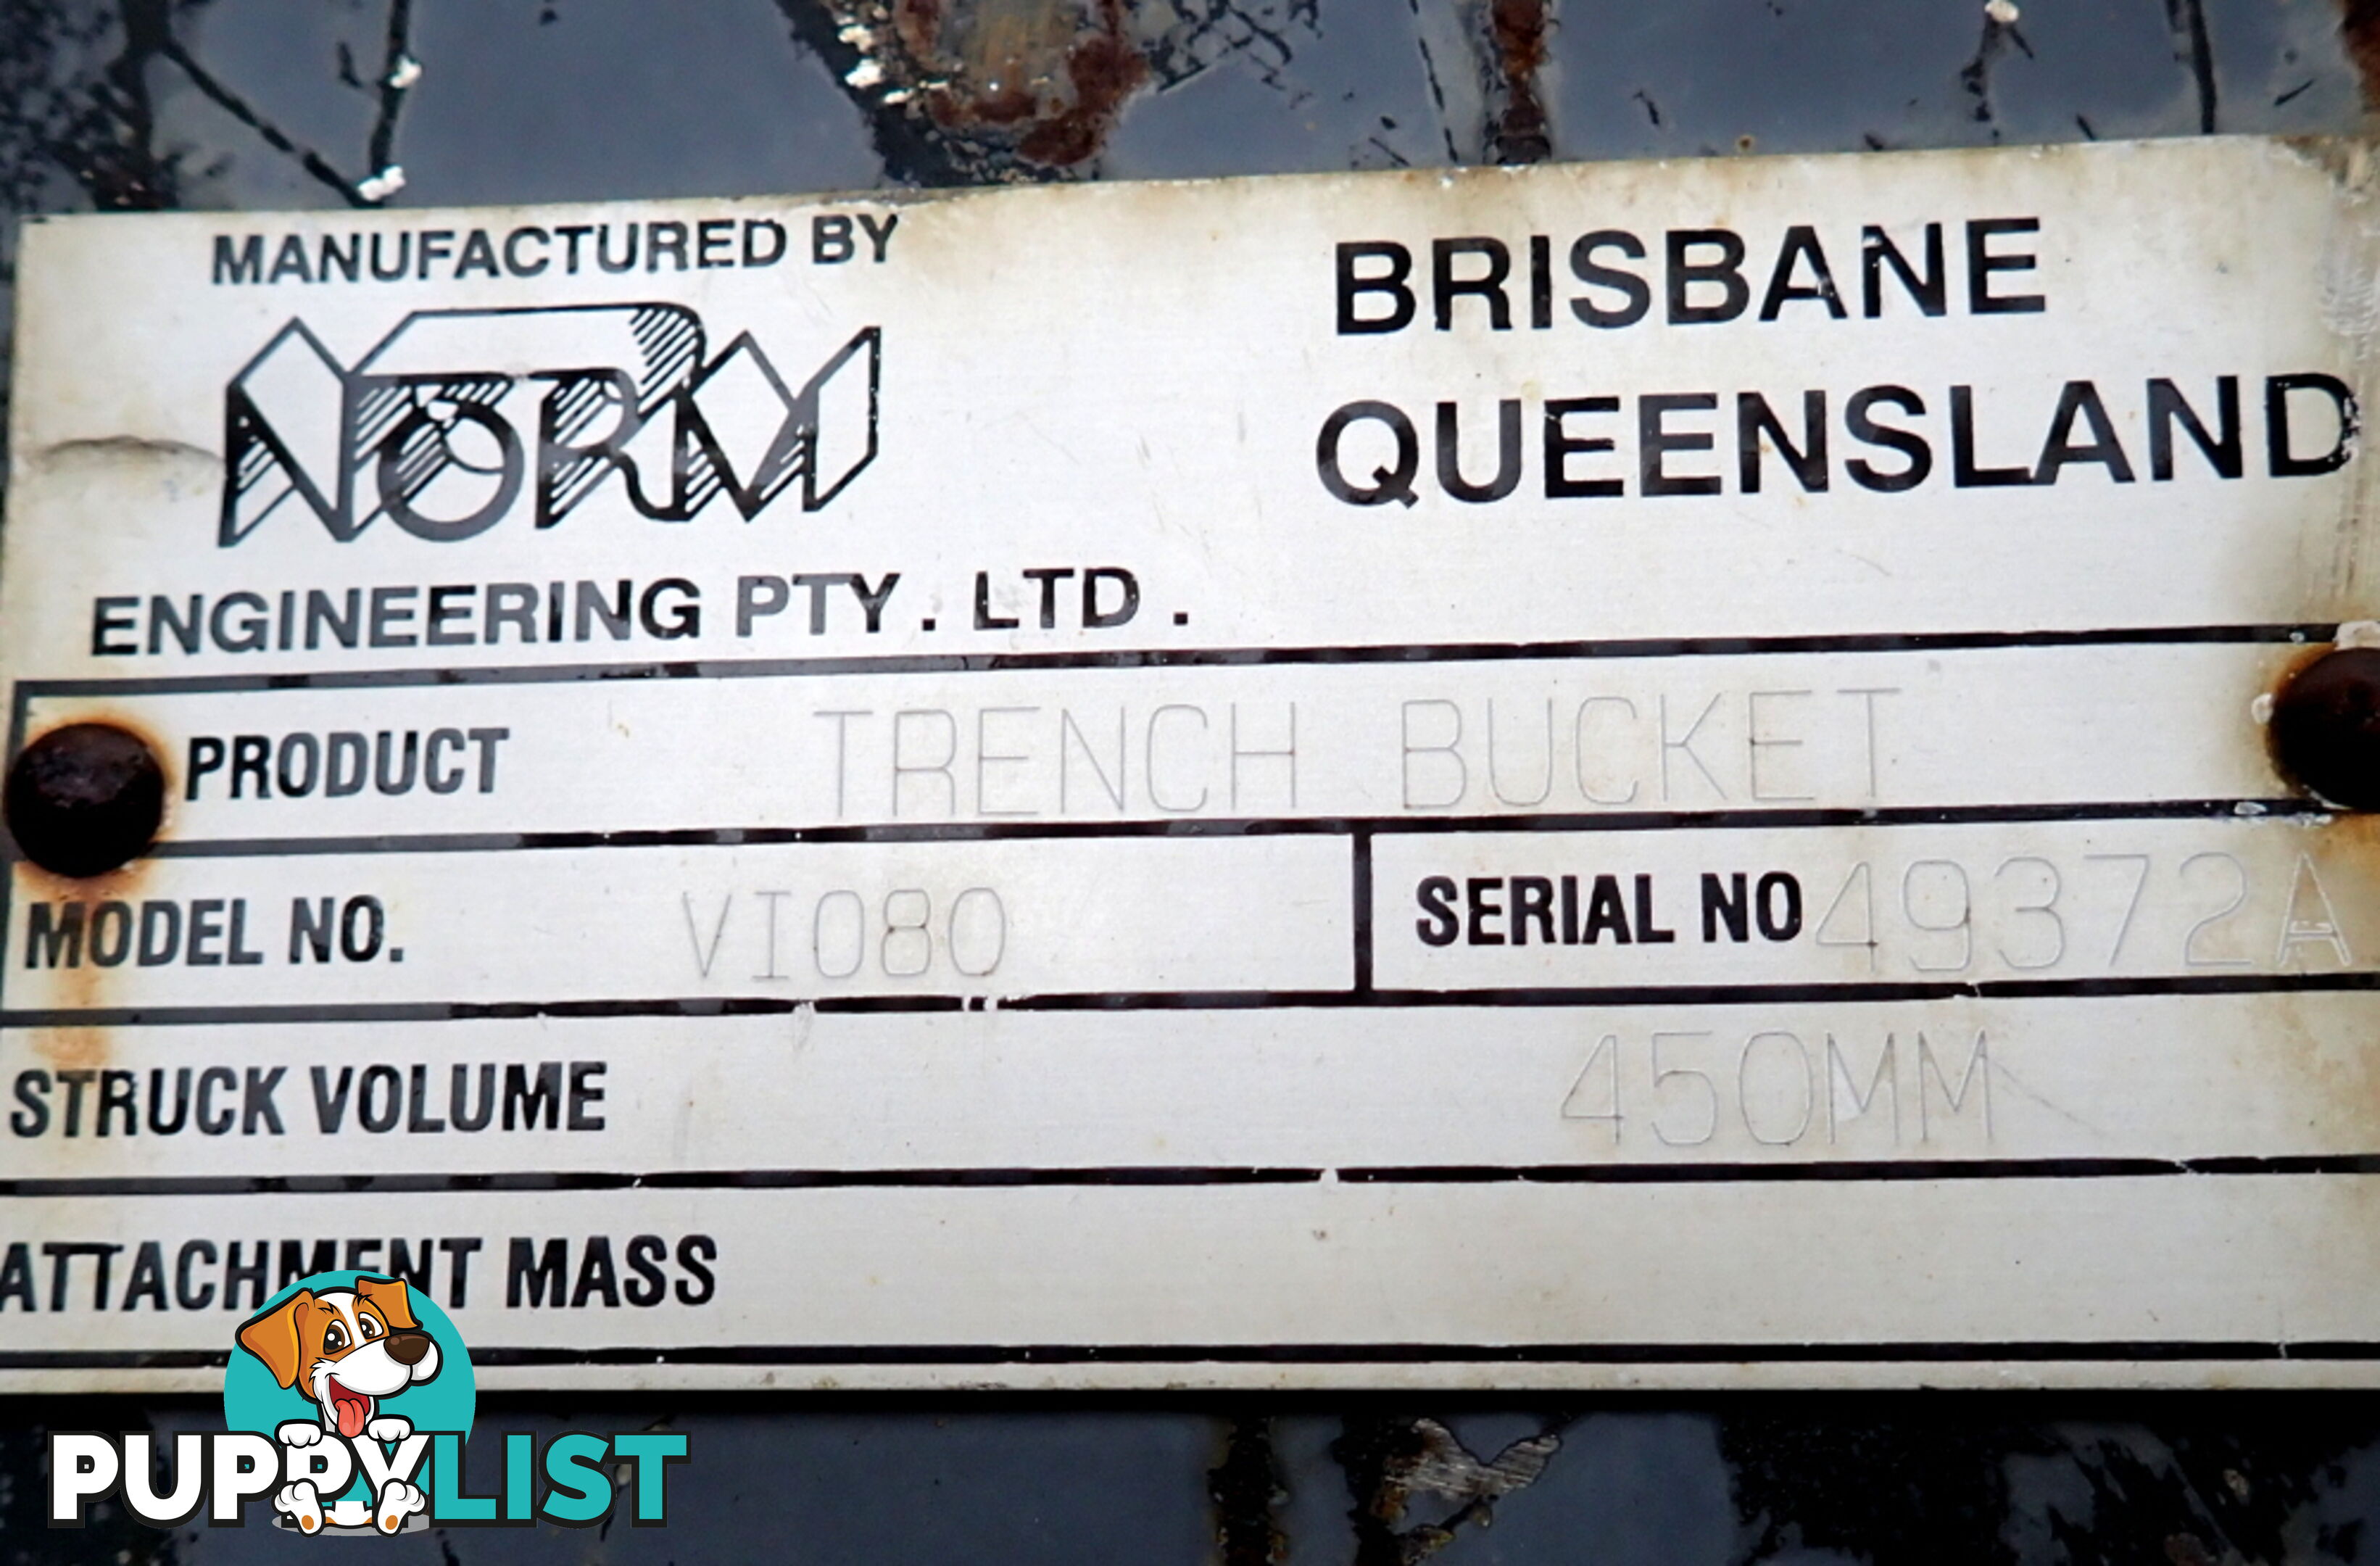 MANUFACTURED BY
NORM
ENGINEERING PTY. LTD.
BRISBANE
QUEENSLAND
PRODUCT TRENCH BUCKET
MODEL NO. VIO80
SERIAL NO 49372A
STRUCK VOLUME 450MM
ATTACHMENT MASS
PUPPYLIST